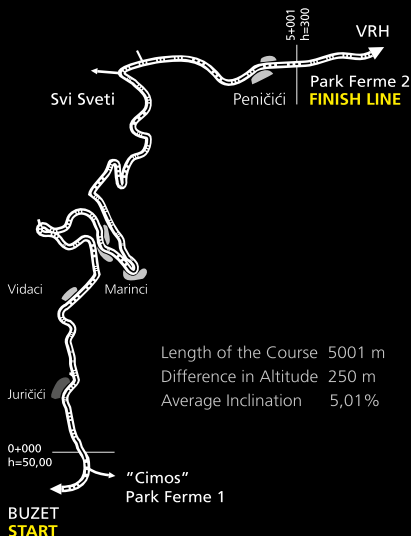 5+001
h=300
VRH
Park Ferme 2
FINISH LINE
Svi Sveti
Peničići
Vidaci
Marinci
Length of the Course 5001 m
Difference in Altitude 250 m
Average Inclination 5,01%
Juričići
0+000
h=50,00
"Cimos"
Park Ferme 1
BUZET
START